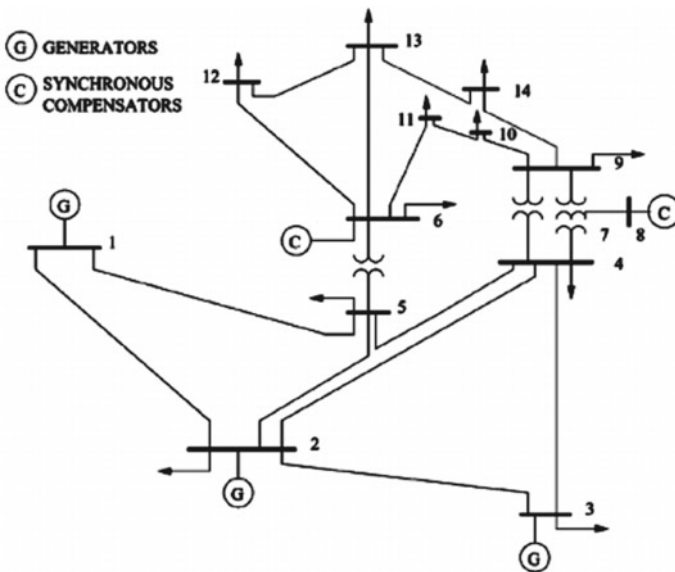 G GENERATORS
C SYNCHRONOUS
COMPENSATORS
13
12
14
11
10
9
G
C
6
7
8
C
1
4
5
2
G
3
G